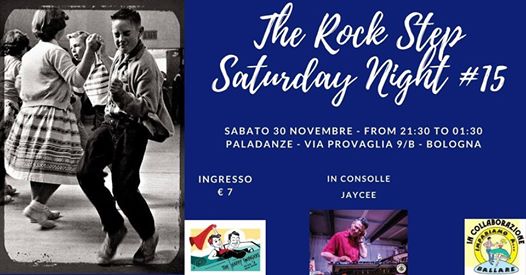 The Rock Step
Saturday Night #15
SABATO 30 NOVEMBRE - FROM 21:30 TO 01:30
PALADANZE - VIA PROVAGLIA 9/B - BOLOGNA
INGRESSO
€ 7
IN CONSOLLE
JAYCEE
IN COLLABORAZIONE
IMPARIAMO A...
BALLARE